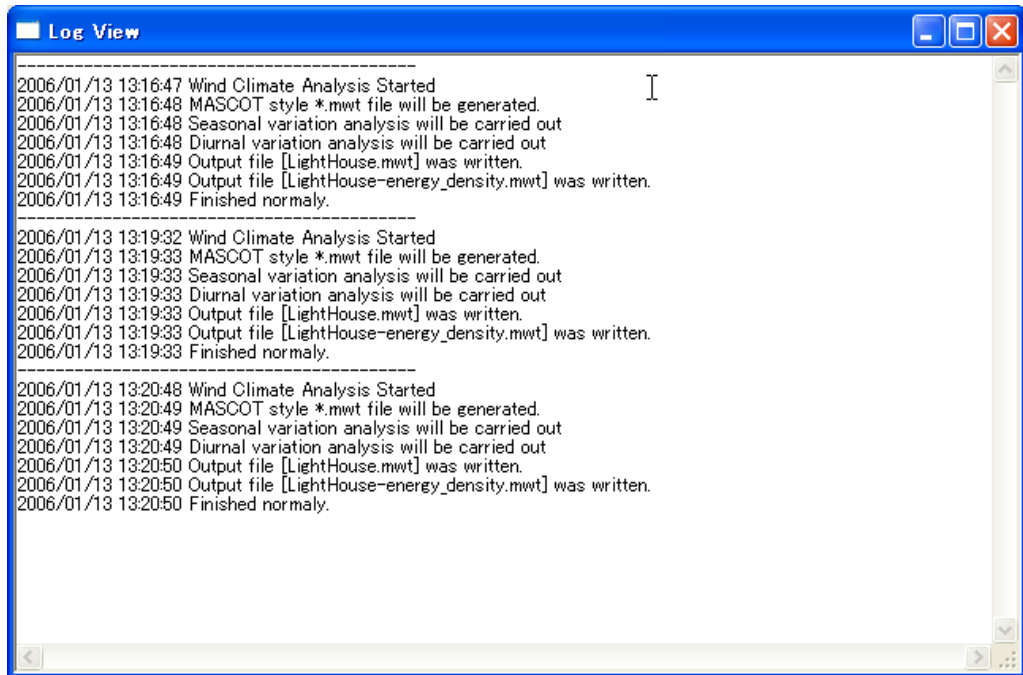 Log View
------------------------------------------
2006/01/13 13:16:47 Wind Climate Analysis Started
2006/01/13 13:16:48 MASCOT style *.mwt file will be generated.
2006/01/13 13:16:48 Seasonal variation analysis will be carried out
2006/01/13 13:16:48 Diurnal variation analysis will be carried out
2006/01/13 13:16:49 Output file [LightHouse.mwt] was written.
2006/01/13 13:16:49 Output file [LightHouse-energy_density.mwt] was written.
2006/01/13 13:16:49 Finished normaly.
------------------------------------------
2006/01/13 13:19:32 Wind Climate Analysis Started
2006/01/13 13:19:33 MASCOT style *.mwt file will be generated.
2006/01/13 13:19:33 Seasonal variation analysis will be carried out
2006/01/13 13:19:33 Diurnal variation analysis will be carried out
2006/01/13 13:19:33 Output file [LightHouse.mwt] was written.
2006/01/13 13:19:33 Output file [LightHouse-energy_density.mwt] was written.
2006/01/13 13:19:33 Finished normaly.
------------------------------------------
2006/01/13 13:20:48 Wind Climate Analysis Started
2006/01/13 13:20:49 MASCOT style *.mwt file will be generated.
2006/01/13 13:20:49 Seasonal variation analysis will be carried out
2006/01/13 13:20:49 Diurnal variation analysis will be carried out
2006/01/13 13:20:50 Output file [LightHouse.mwt] was written.
2006/01/13 13:20:50 Output file [LightHouse-energy_density.mwt] was written.
2006/01/13 13:20:50 Finished normaly.